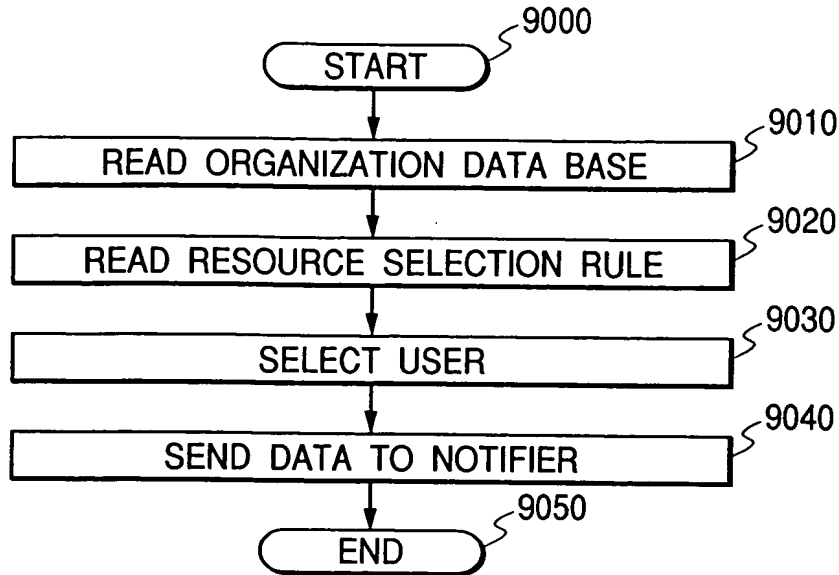 9000
START
9010
READ ORGANIZATION DATA BASE
9020
READ RESOURCE SELECTION RULE
9030
SELECT USER
9040
SEND DATA TO NOTIFIER
9050
END